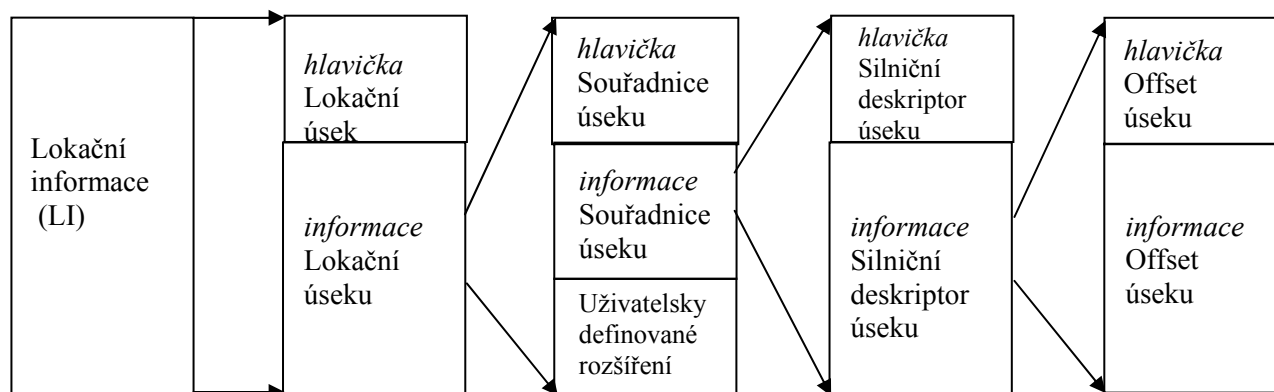 Lokační
informace
(LI)
hlavička
Lokační
úsek
informace
Lokační
úseku
hlavička
Souřadnice
úseku
informace
Souřadnice
úseku
Uživatelsky
definované
rozšíření
hlavička
Silniční
deskriptor
úseku
informace
Silniční
deskriptor
úseku
hlavička
Offset
úseku
informace
Offset
úseku